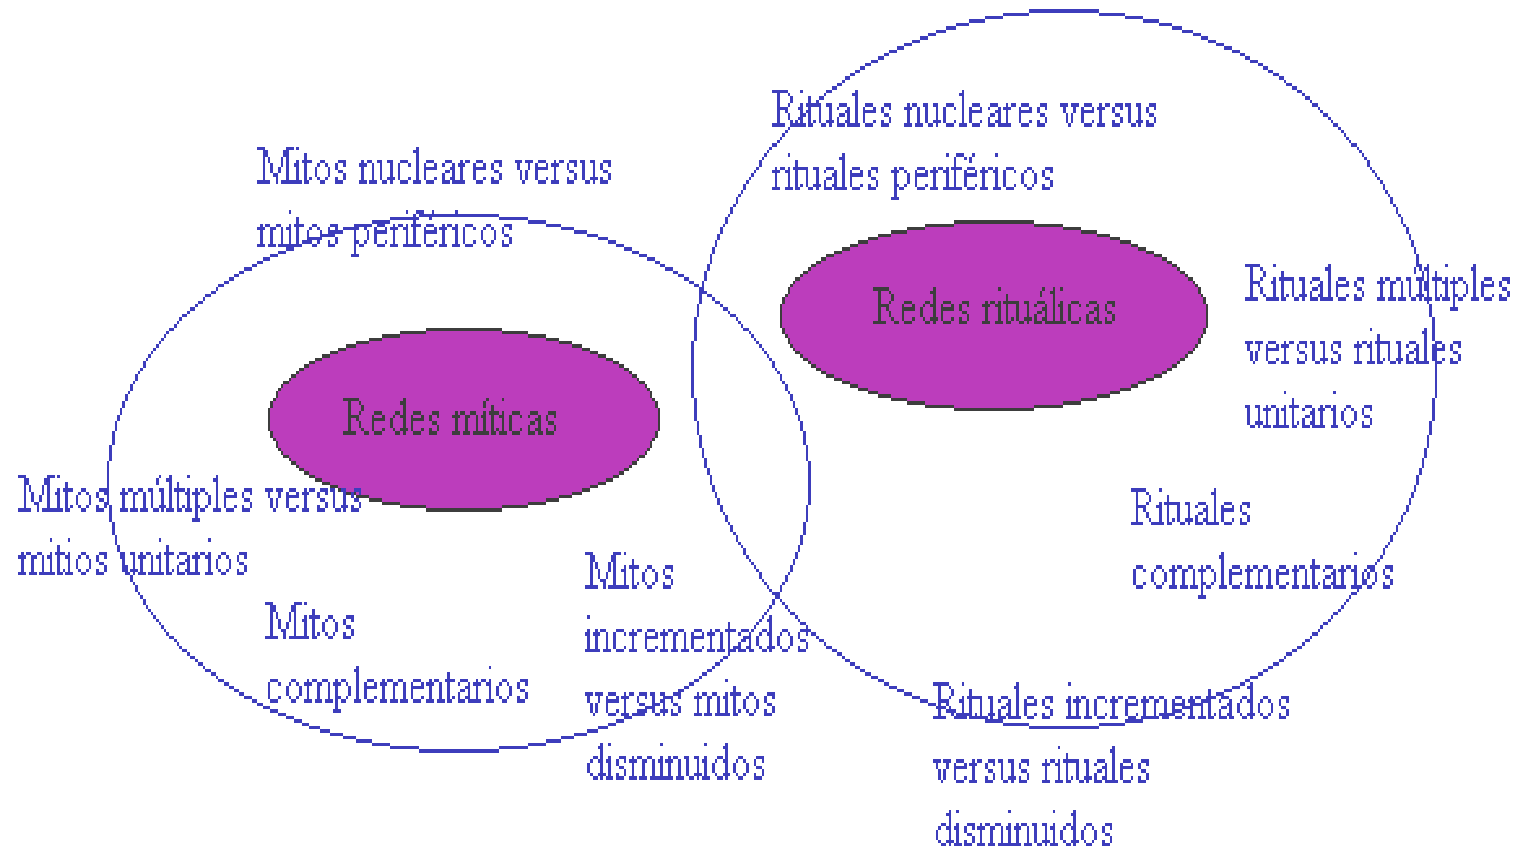 Rituales nucleares versus
rituales periféricos
Mitos nucleares versus
mitos periféricos
Redes rituálicas
Rituales múltiples
versus rituales
unitarios
Redes míticas
Mitos múltiples versus
mitios unitarios
Rituales
complementarios
Mitos
incrementados
versus mitos
disminuidos
Mitos
complementarios
Rituales incrementados
versus rituales
disminuidos